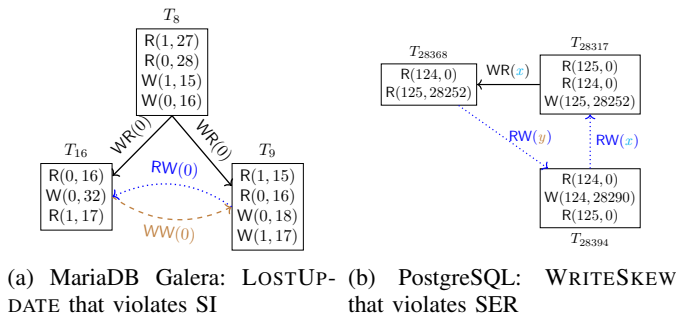 T8
R(1, 27)
R(0, 28)
W(1, 15)
W(0, 16)
WR(0)
WR(0)
T16
R(0, 16)
W(0, 32)
R(1, 17)
RW(0)
WW(0)
T9
R(1, 15)
R(0, 16)
W(0, 18)
W(1, 17)
(a) MariaDB Galera: LOSTUP-
DATE that violates SI
T28368
R(124, 0)
R(125, 28252)
WR(x)
T28317
R(125, 0)
R(124, 0)
W(125, 28252)
RW(y)
RW(x)
R(124, 0)
W(124, 28290)
R(125, 0)
T28394
(b) PostgreSQL: WRITESKEW
that violates SER